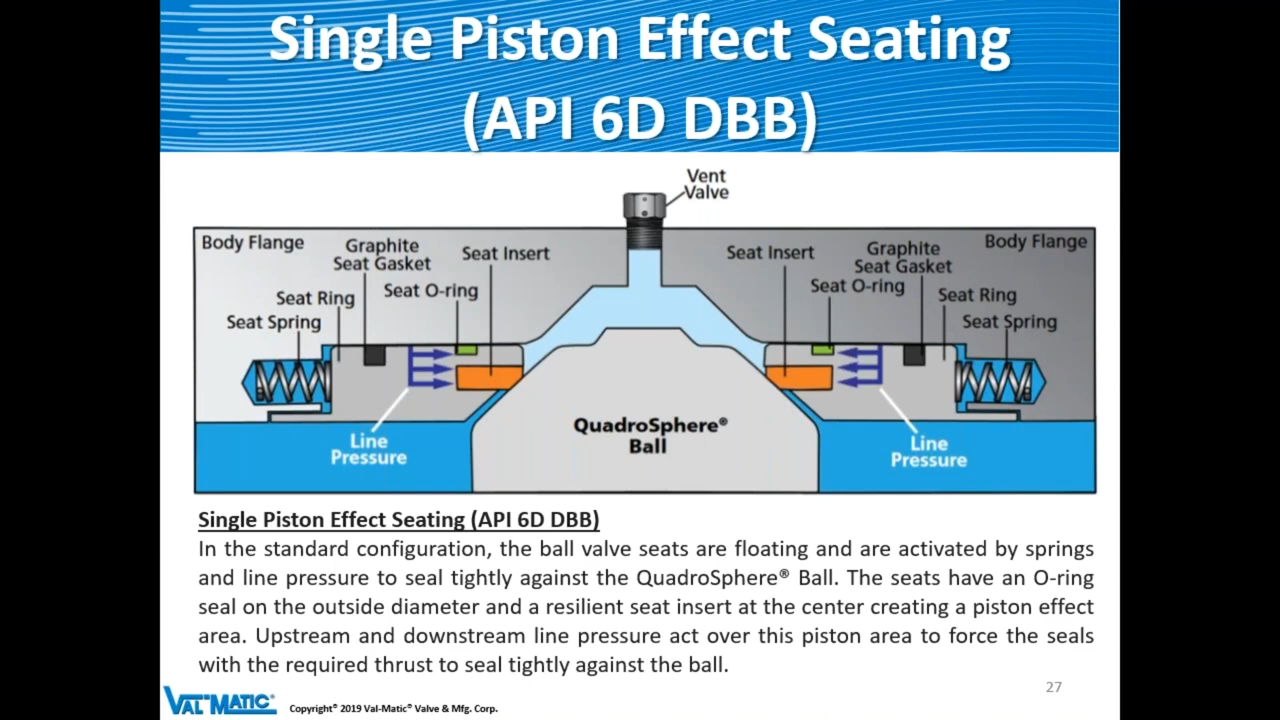 Single Piston Effect Seating
(API 6D DBB)
Vent
Valve
Body Flange
Graphite
Seat Gasket
Seat Insert
Seat O-ring
Seat Ring
Seat Spring
Seat Insert
Graphite
Seat Gasket
Body Flange
Seat O-ring
Seat Ring
Seat Spring
Line
Pressure
QuadroSphere®
Ball
Line
Pressure
Single Piston Effect Seating (API 6D DBB)
In the standard configuration, the ball valve seats are floating and are activated by springs
and line pressure to seal tightly against the QuadroSphere® Ball. The seats have an O-ring
seal on the outside diameter and a resilient seat insert at the center creating a piston effect
area. Upstream and downstream line pressure act over this piston area to force the seals
with the required thrust to seal tightly against the ball.
27
VAL-MATIC®
Copyright© 2019 Val-Matic® Valve & Mfg. Corp.